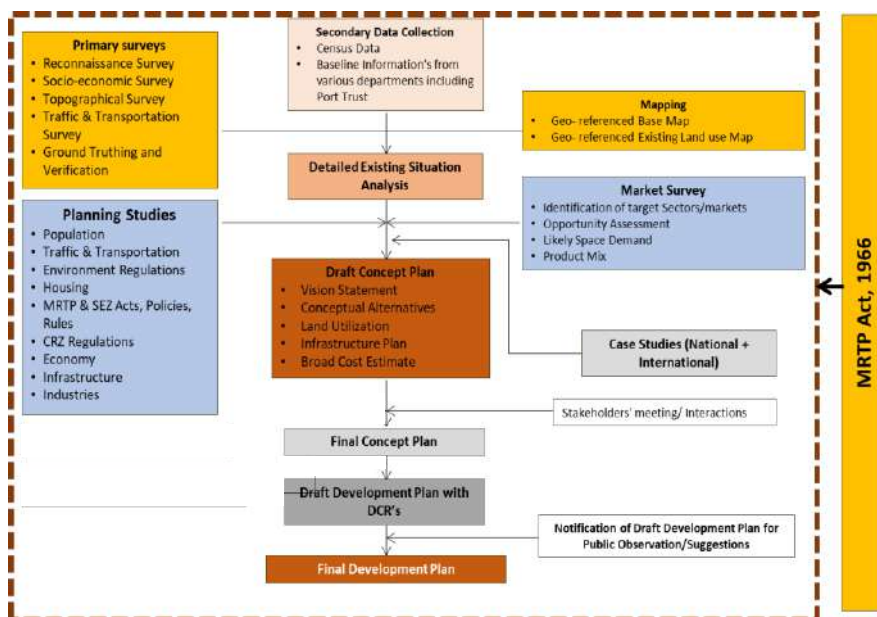 Primary surveys
• Reconnaissance Survey
• Socio-economic Survey
• Topographical Survey
• Traffic & Transportation
Survey
• Ground Truthing and
Verification
Secondary Data Collection
• Census Data
• Baseline Information's from
various departments including
Port Trust
Mapping
• Geo- referenced Base Map
• Geo- referenced Existing Land use Map
Detailed Existing Situation
Analysis
Planning Studies
• Population
• Traffic & Transportation
• Environment Regulations
• Housing
• MRTP & SEZ Acts, Policies,
Rules
• CRZ Regulations
• Economy
• Infrastructure
• Industries
Market Survey
• Identification of target Sectors/markets
• Opportunity Assessment
• Likely Space Demand
• Product Mix
Draft Concept Plan
• Vision Statement
• Conceptual Alternatives
• Land Utilization
• Infrastructure Plan
• Broad Cost Estimate
Case Studies (National +
International)
Stakeholders' meeting/ Interactions
Final Concept Plan
Draft Development Plan with
DCR's
Notification of Draft Development Plan for
Public Observation/Suggestions
Final Development Plan
MRTP Act, 1966